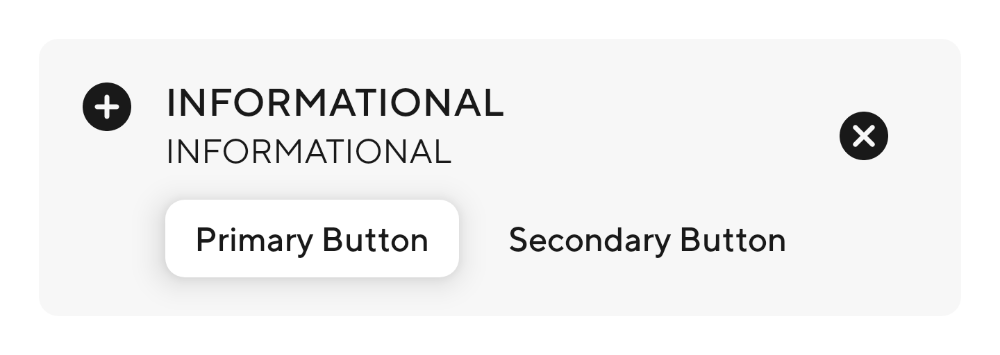 INFORMATIONAL
INFORMATIONAL
Primary Button
Secondary Button